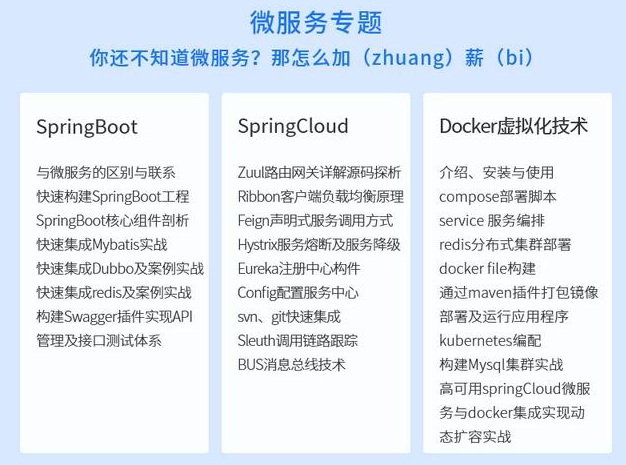 微服务专题
你还不知道微服务？那怎么加（zhuang）薪（bi）
SpringBoot
与微服务的区别与联系
快速构建SpringBoot工程
SpringBoot核心组件剖析
快速集成Mybatis实战
快速集成Dubbo及案例实战
快速集成redis及案例实战
构建Swagger插件实现API
管理及接口测试体系
SpringCloud
Zuul路由网关详解源码探析
Ribbon客户端负载均衡原理
Feign声明式服务调用方式
Hystrix服务熔断及服务降级
Eureka注册中心构件
Config配置服务中心
svn、git快速集成
Sleuth调用链路跟踪
BUS消息总线技术
Docker虚拟化技术
介绍、安装与使用
compose部署脚本
service 服务编排
redis分布式集群部署
docker file构建
通过maven插件打包镜像
部署及运行应用程序
kubernetes编配
构建Mysql集群实战
高可用springCloud微服
务与docker集成实现动
态扩容实战